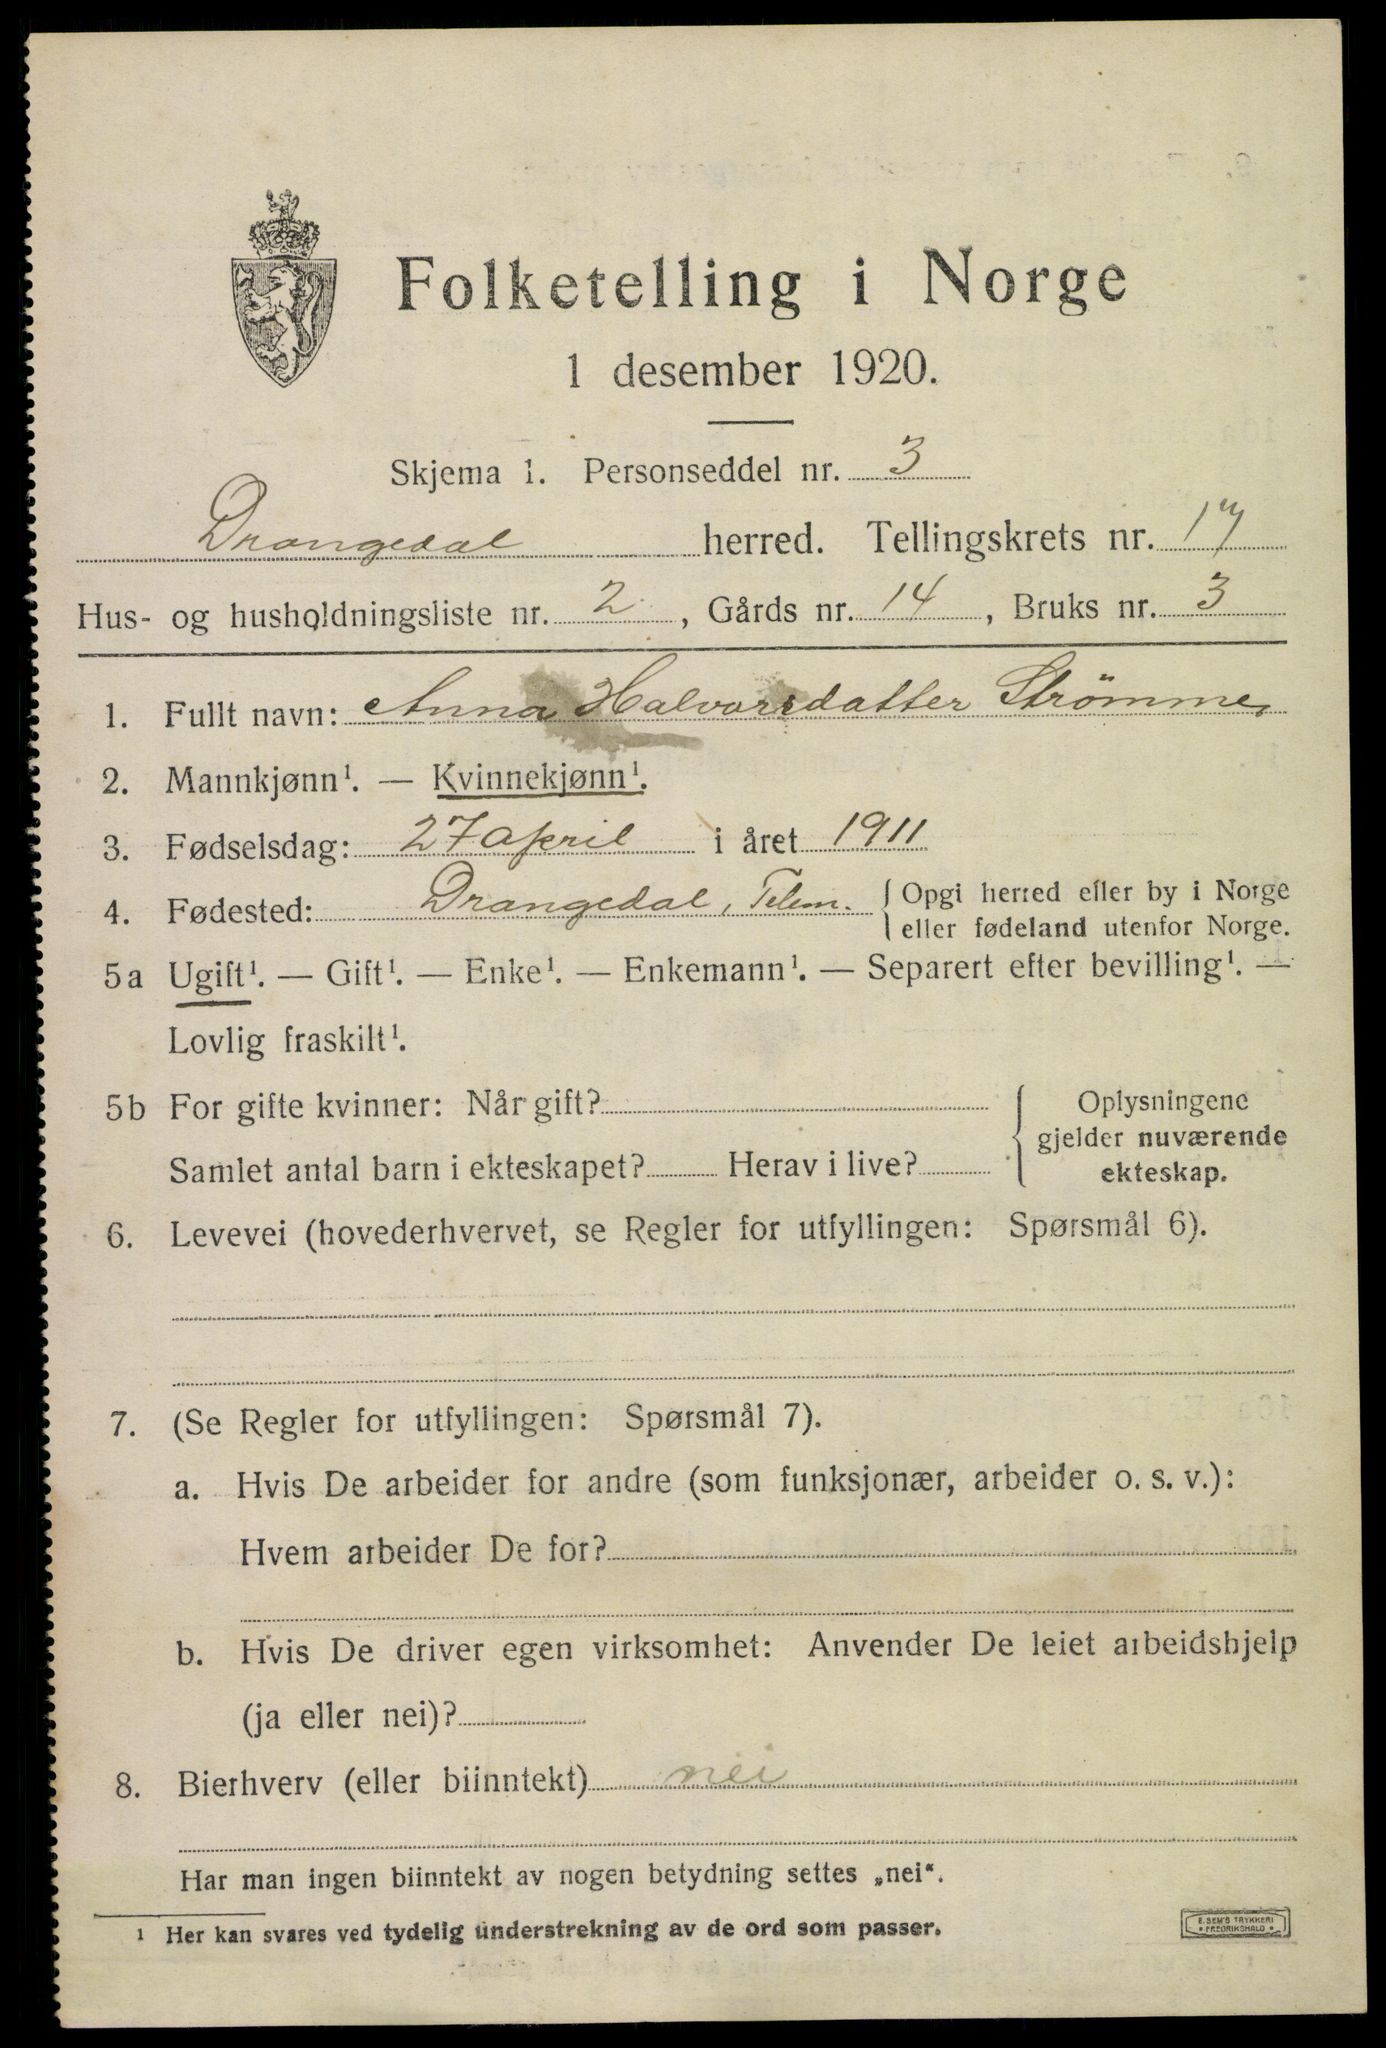 Folketelling i Norge
1 desember 1920.
Skjema 1. Personseddel nr. 3
Drangedal herred. Tellingskrets nr. 17
Hus- og husholdningsliste nr. 2, Gårds nr. 14, Bruks nr. 3
1. Fullt navn: Anna Halvorsdatter Strömme,
2. Mannkjønn¹. — Kvinnekjønn¹.
3. Fødselsdag: 27 april i året 1911
4. Fødested: Drangedal, Telem. { Opgi herred eller by i Norge
eller fødeland utenfor Norge.
5a Ugift¹. — Gift¹. — Enke¹. — Enkemann¹. — Separert efter bevilling¹. —
Lovlig fraskilt¹.
5b For gifte kvinner: Når gift?
Samlet antal barn i ekteskapet? Herav i live?
Oplysningene
gjelder nuværende
ekteskap.
6. Levevei (hovederhvervet, se Regler for utfyllingen: Spørsmål 6).
7. (Se Regler for utfyllingen: Spørsmål 7).
a. Hvis De arbeider for andre (som funksjonær, arbeider o. s. v.):
Hvem arbeider De for?
b. Hvis De driver egen virksomhet: Anvender De leiet arbeidshjelp
(ja eller nei)?
8. Bierhverv (eller biinntekt) nei
Har man ingen biinntekt av nogen betydning settes „nei“.
¹ Her kan svares ved tydelig understrekning av de ord som passer.
E. SEM'S TRYKKERI
• FREDRIKSHALD •